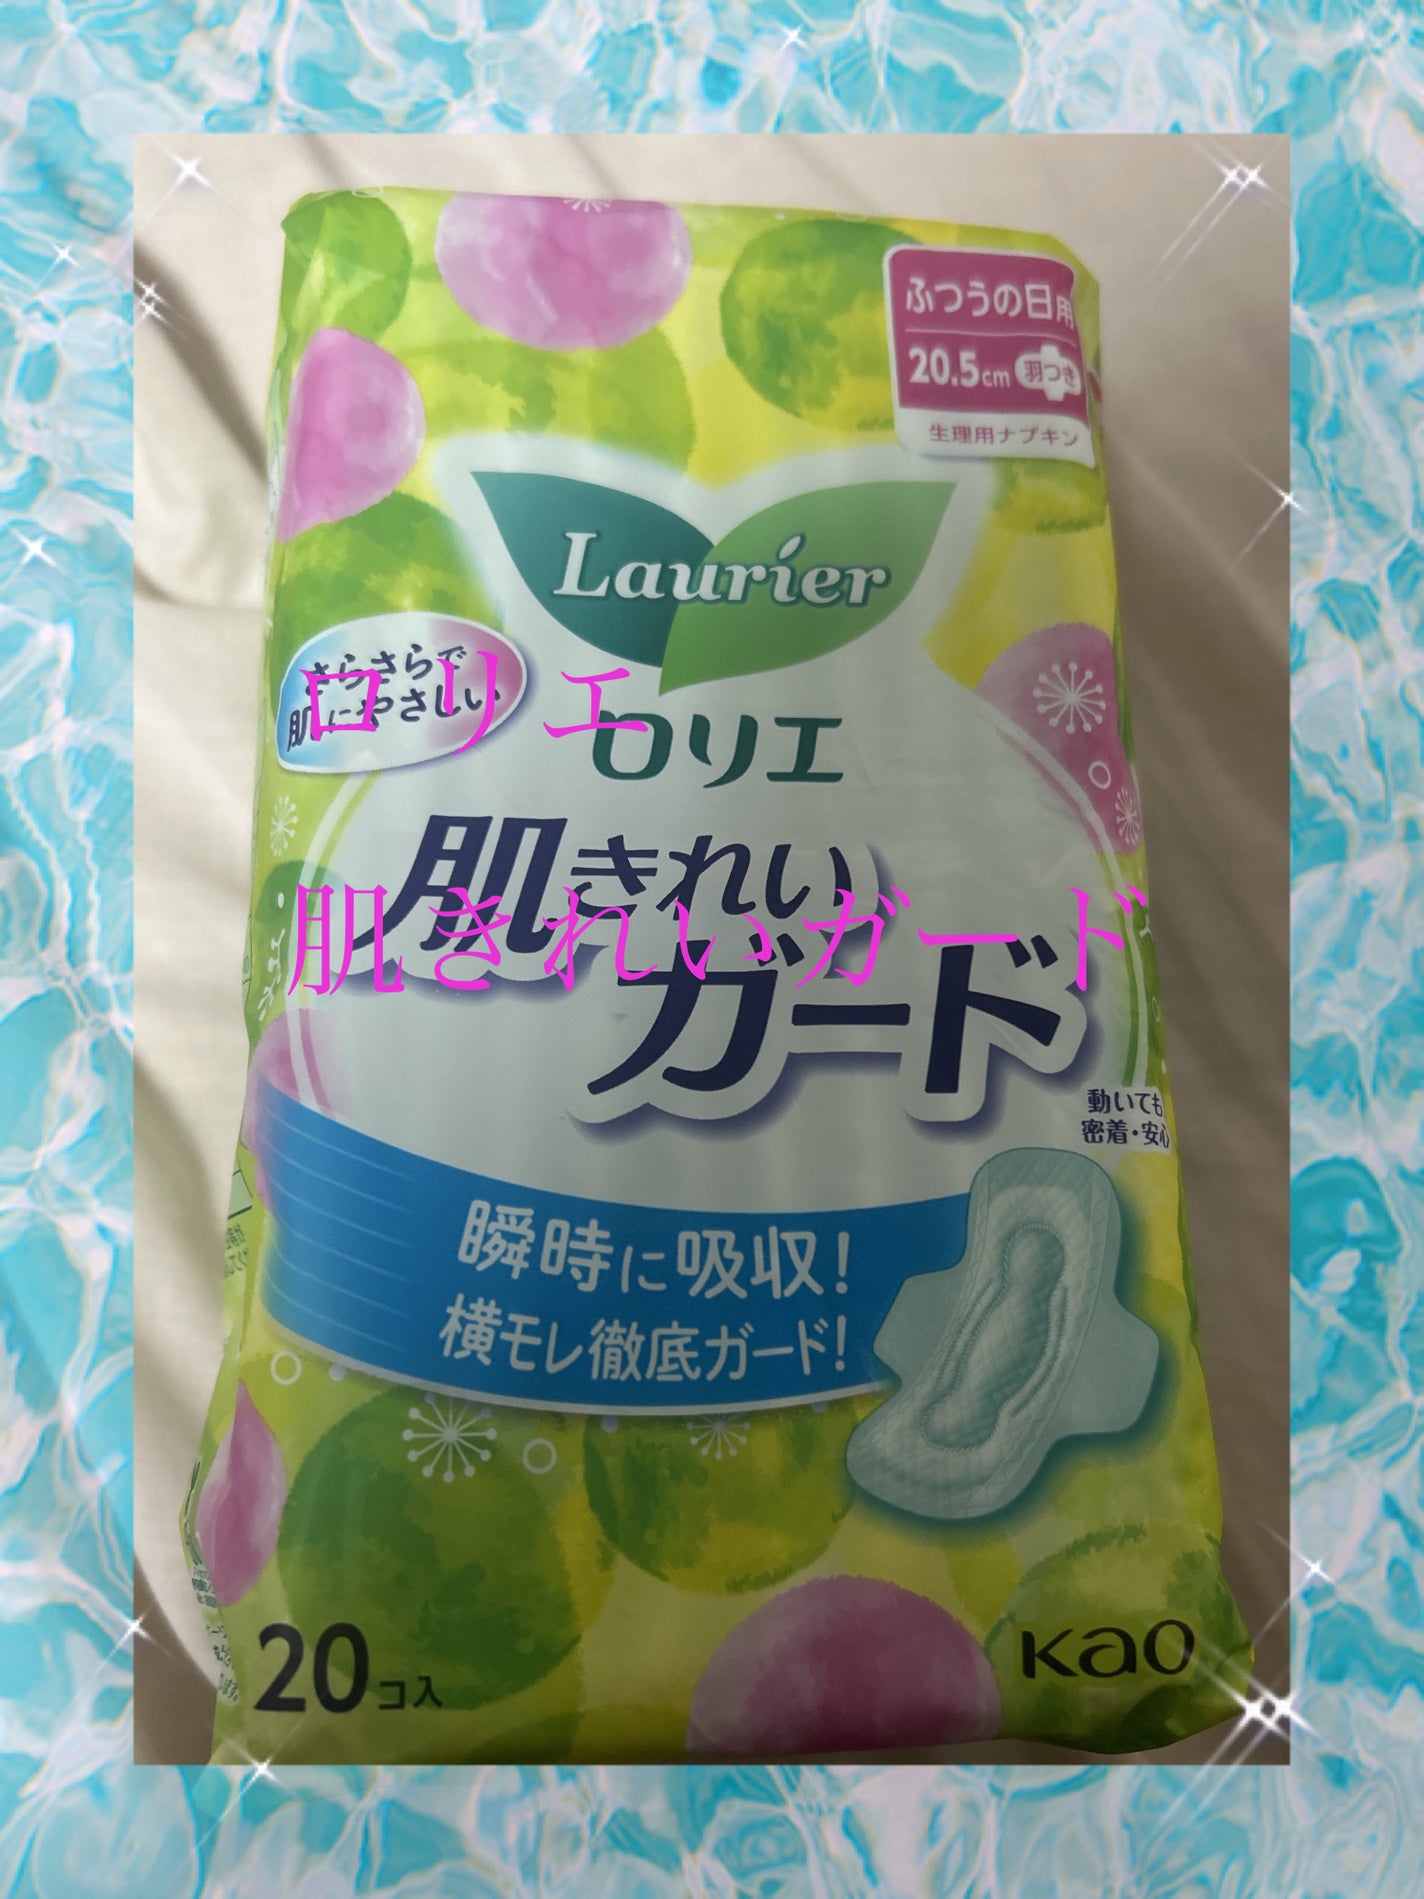 ふつうの日用
20.5cm 羽つき
生理用ナプキン
Laurier
さらさらで
肌にやさしい
ロリエ
ロリエ
肌きれい
肌きれいガード
ガード
動いても
密着・安心
瞬時に吸収!
横モレ徹底ガード!
20コ入
Kao